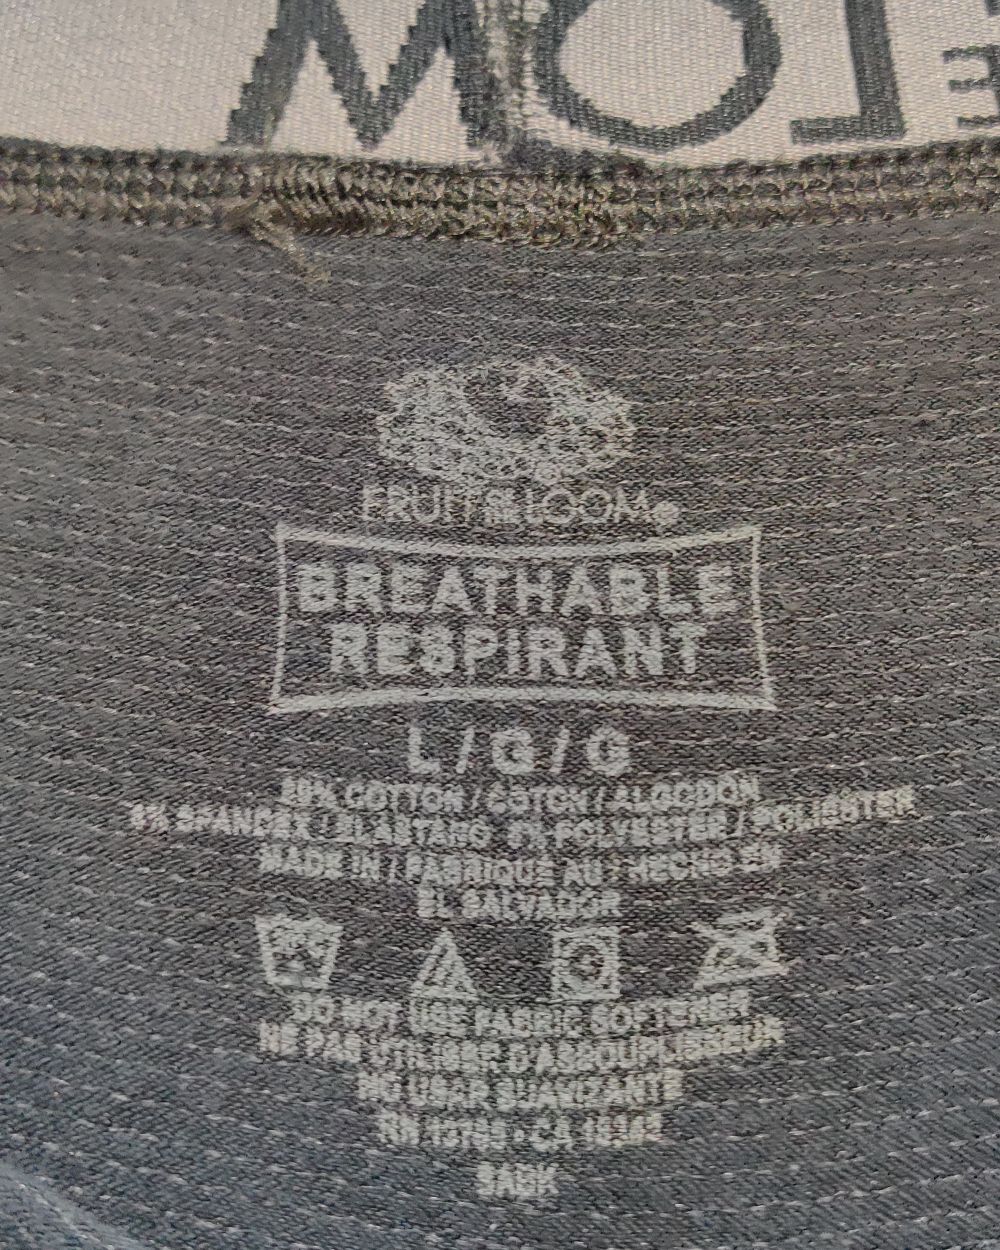 MOL
FRUIT OF THE LOOM®
BREATHABLE
RESPIRANT
L/G/G
COTTON / COTON / ALGODON
SPANDEX / ELASTANO POLYESTER / POLIESTER
MADE IN / FABRIQUE AU / HECHO EN
EL SALVADOR
DO NOT USE FABRIC SOFTENER
NE PAS UTILISER D'ASSOUPLISSEUR
NO USAR SUAVIZANTE
CA